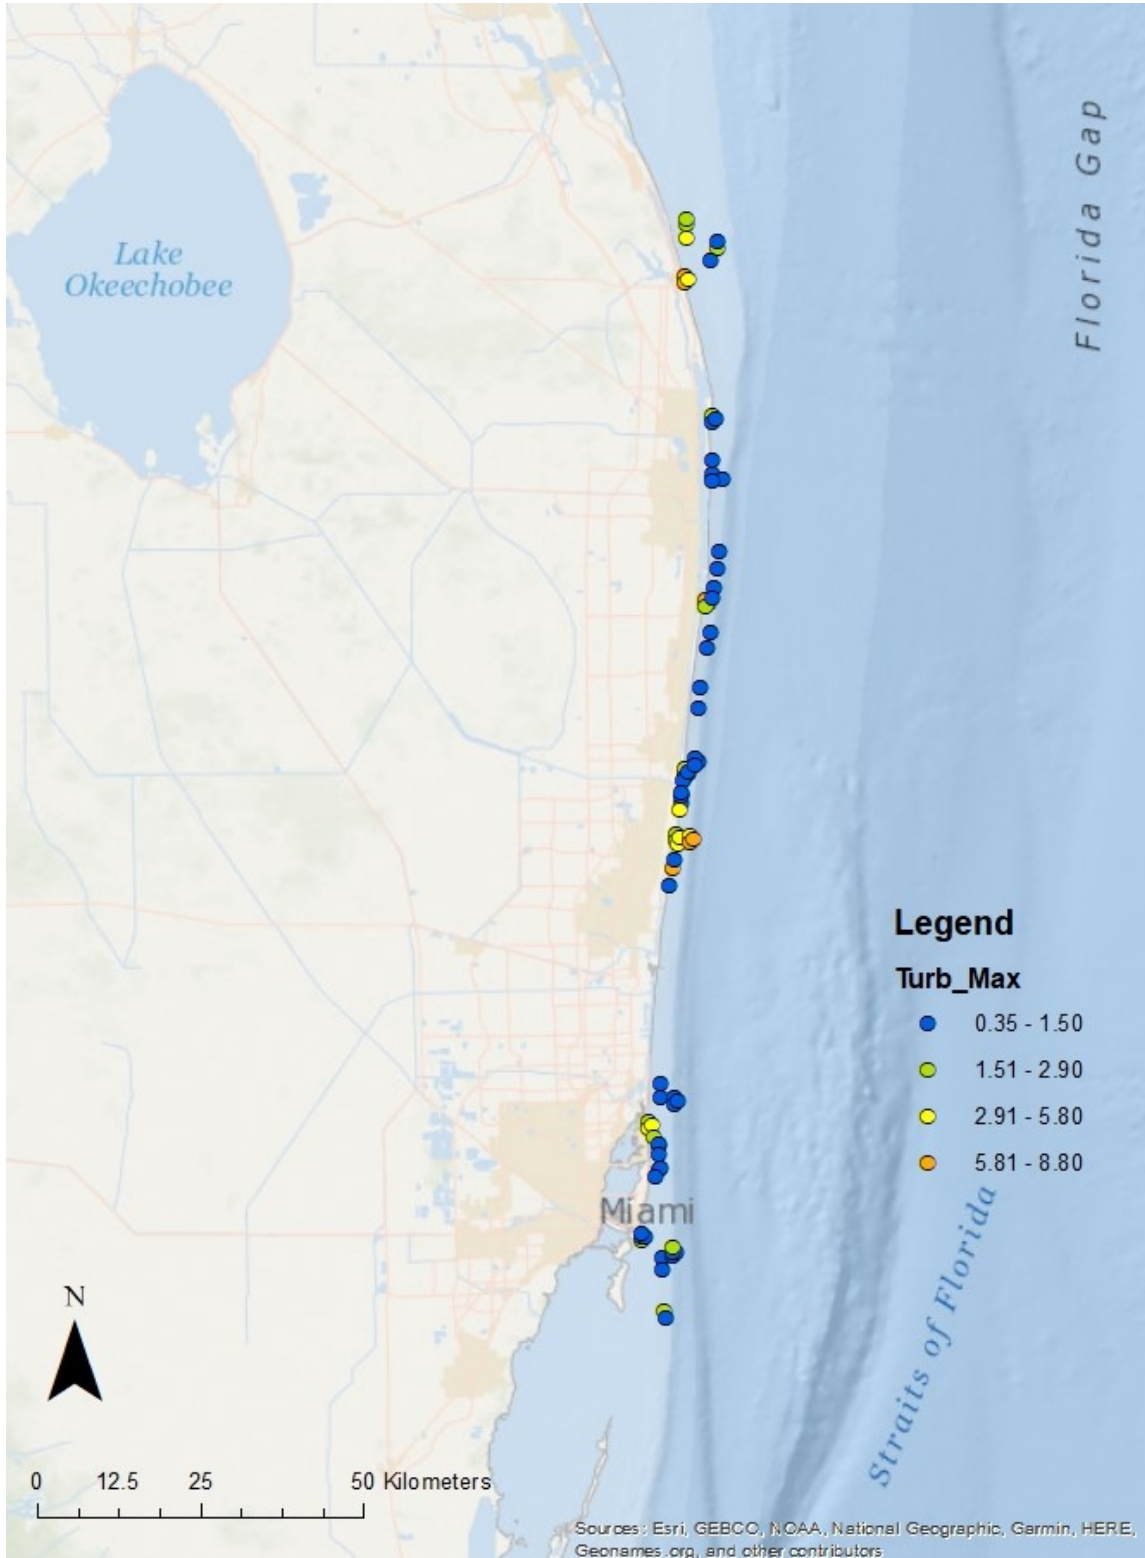 Florida Gap
Lake
Okeechobee
Legend
Turb_Max
0.35 - 1.50
1.51 - 2.90
2.91 - 5.80
5.81 - 8.80
Miami
Straits of Florida
N
0 12.5 25 50 Kilometers
Sources: Esri, GEBCO, NOAA, National Geographic, Garmin, HERE,
Geonames.org, and other contributors